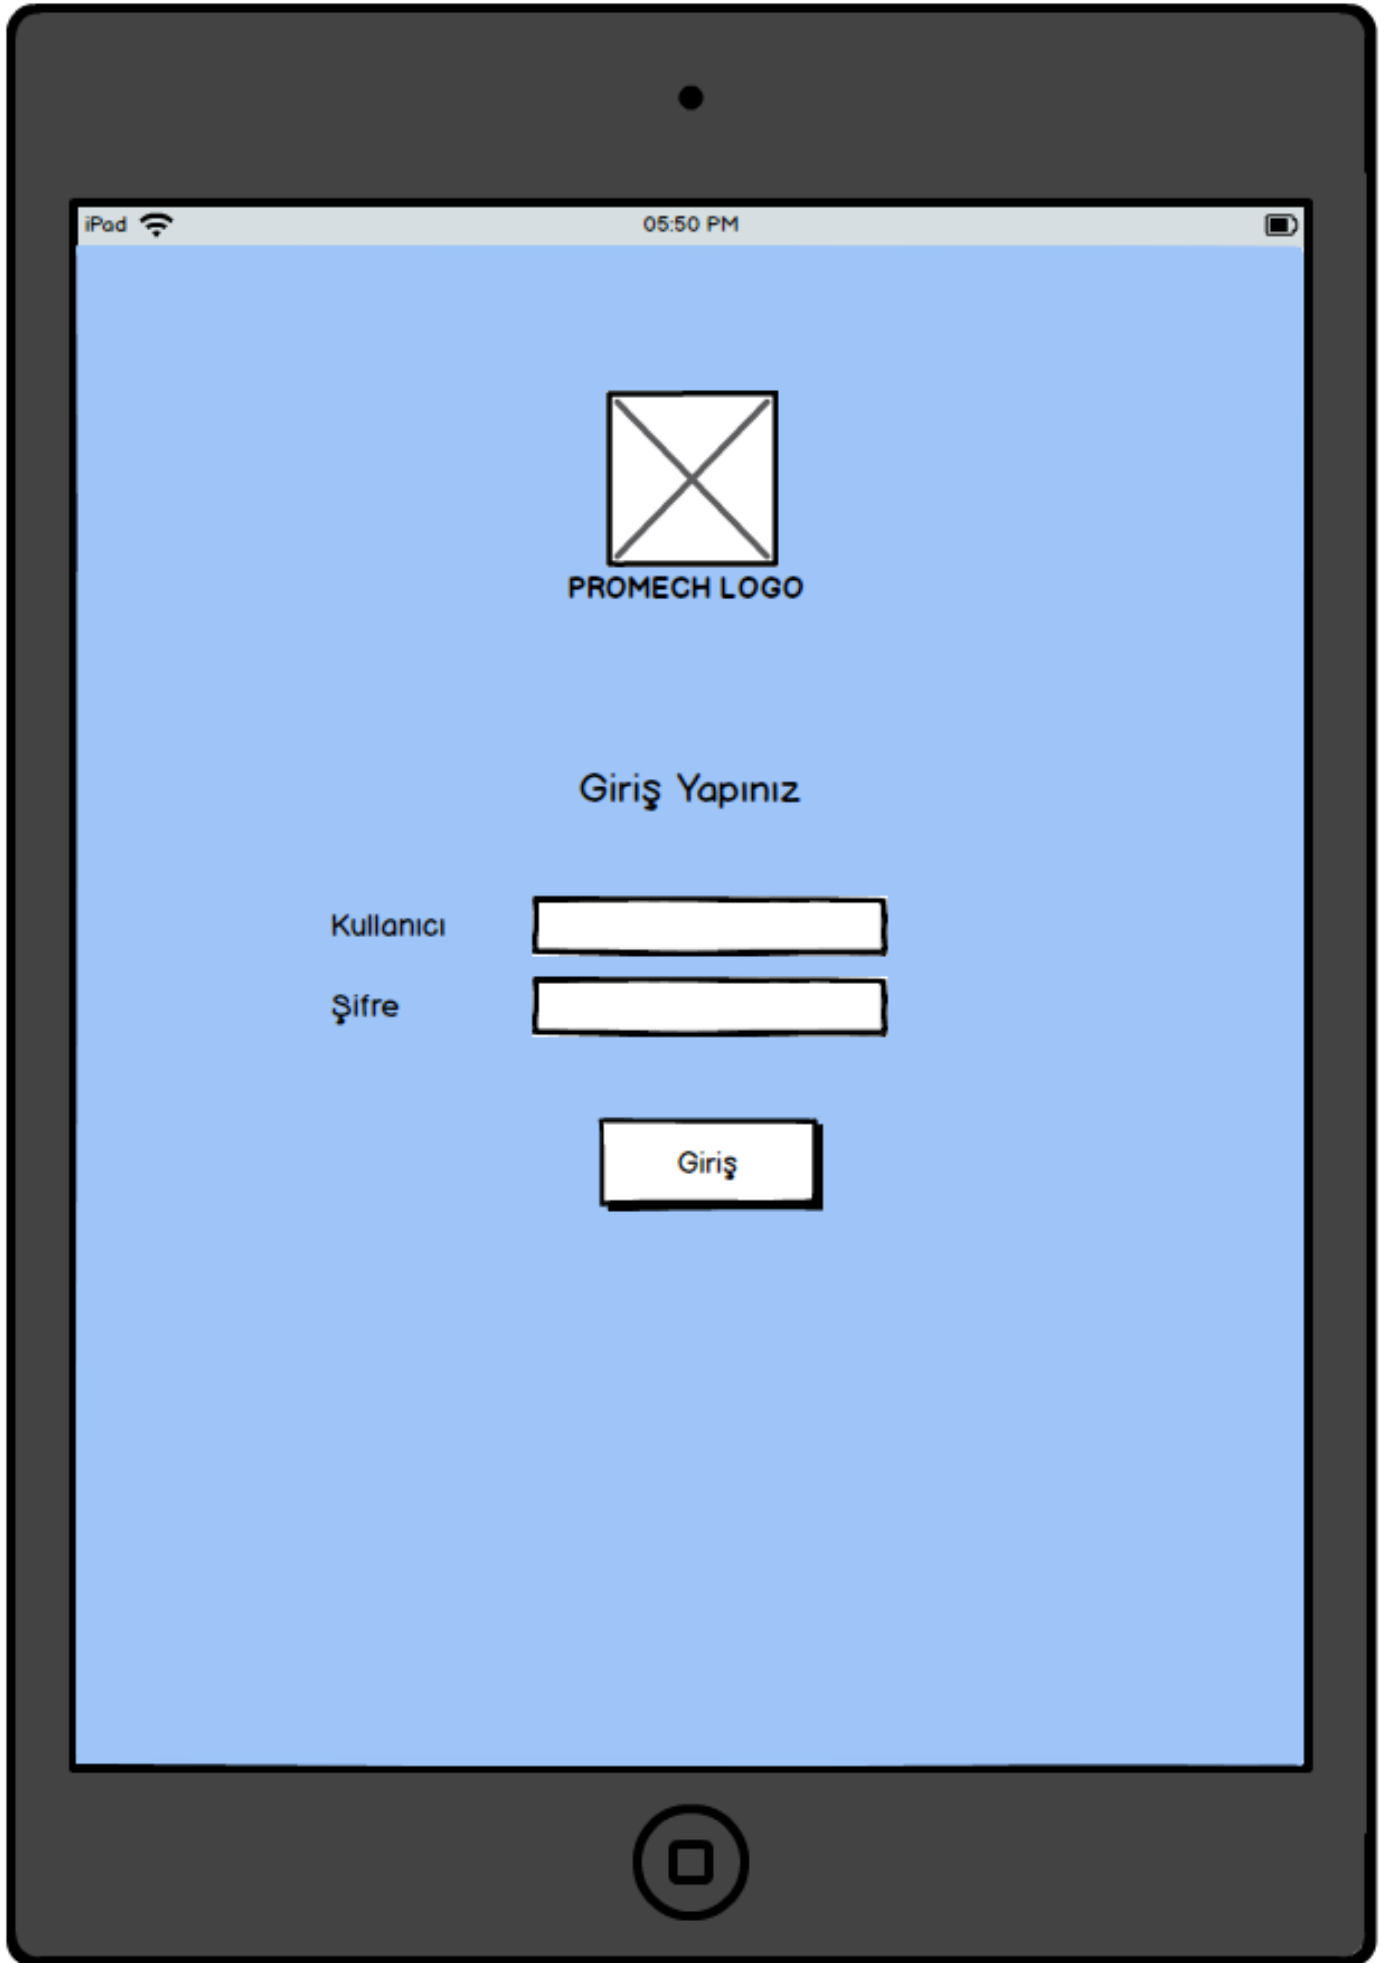 iPad
05:50 PM
PROMECH LOGO
Giriş Yapınız
Kullanıcı
Şifre
Giriş